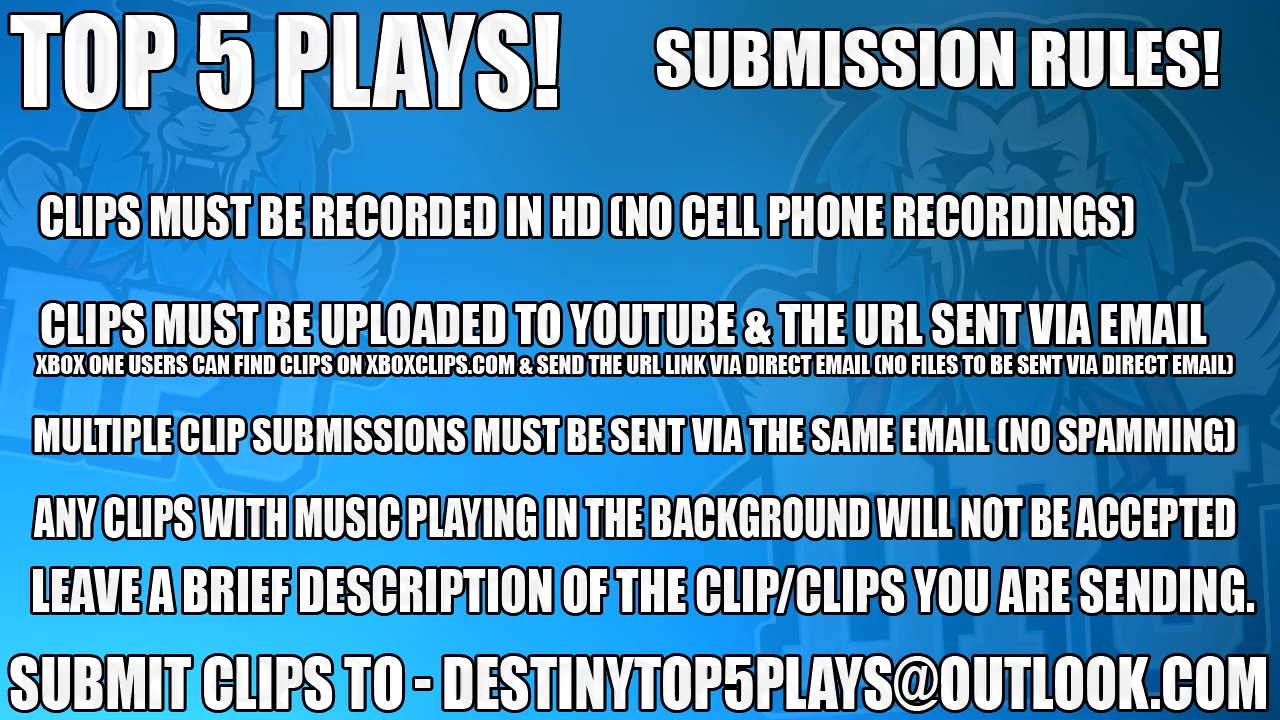 TOP 5 PLAYS!
SUBMISSION RULES!
CLIPS MUST BE RECORDED IN HD (NO CELL PHONE RECORDINGS)
CLIPS MUST BE UPLOADED TO YOUTUBE & THE URL SENT VIA EMAIL
XBOX ONE USERS CAN FIND CLIPS ON XBOXCLIPS.COM & SEND THE URL LINK VIA DIRECT EMAIL (NO FILES TO BE SENT VIA DIRECT EMAIL)
MULTIPLE CLIP SUBMISSIONS MUST BE SENT VIA THE SAME EMAIL (NO SPAMMING)
ANY CLIPS WITH MUSIC PLAYING IN THE BACKGROUND WILL NOT BE ACCEPTED
LEAVE A BRIEF DESCRIPTION OF THE CLIP/CLIPS YOU ARE SENDING.
SUBMIT CLIPS TO - DESTINYTOP5PLAYS@OUTLOOK.COM